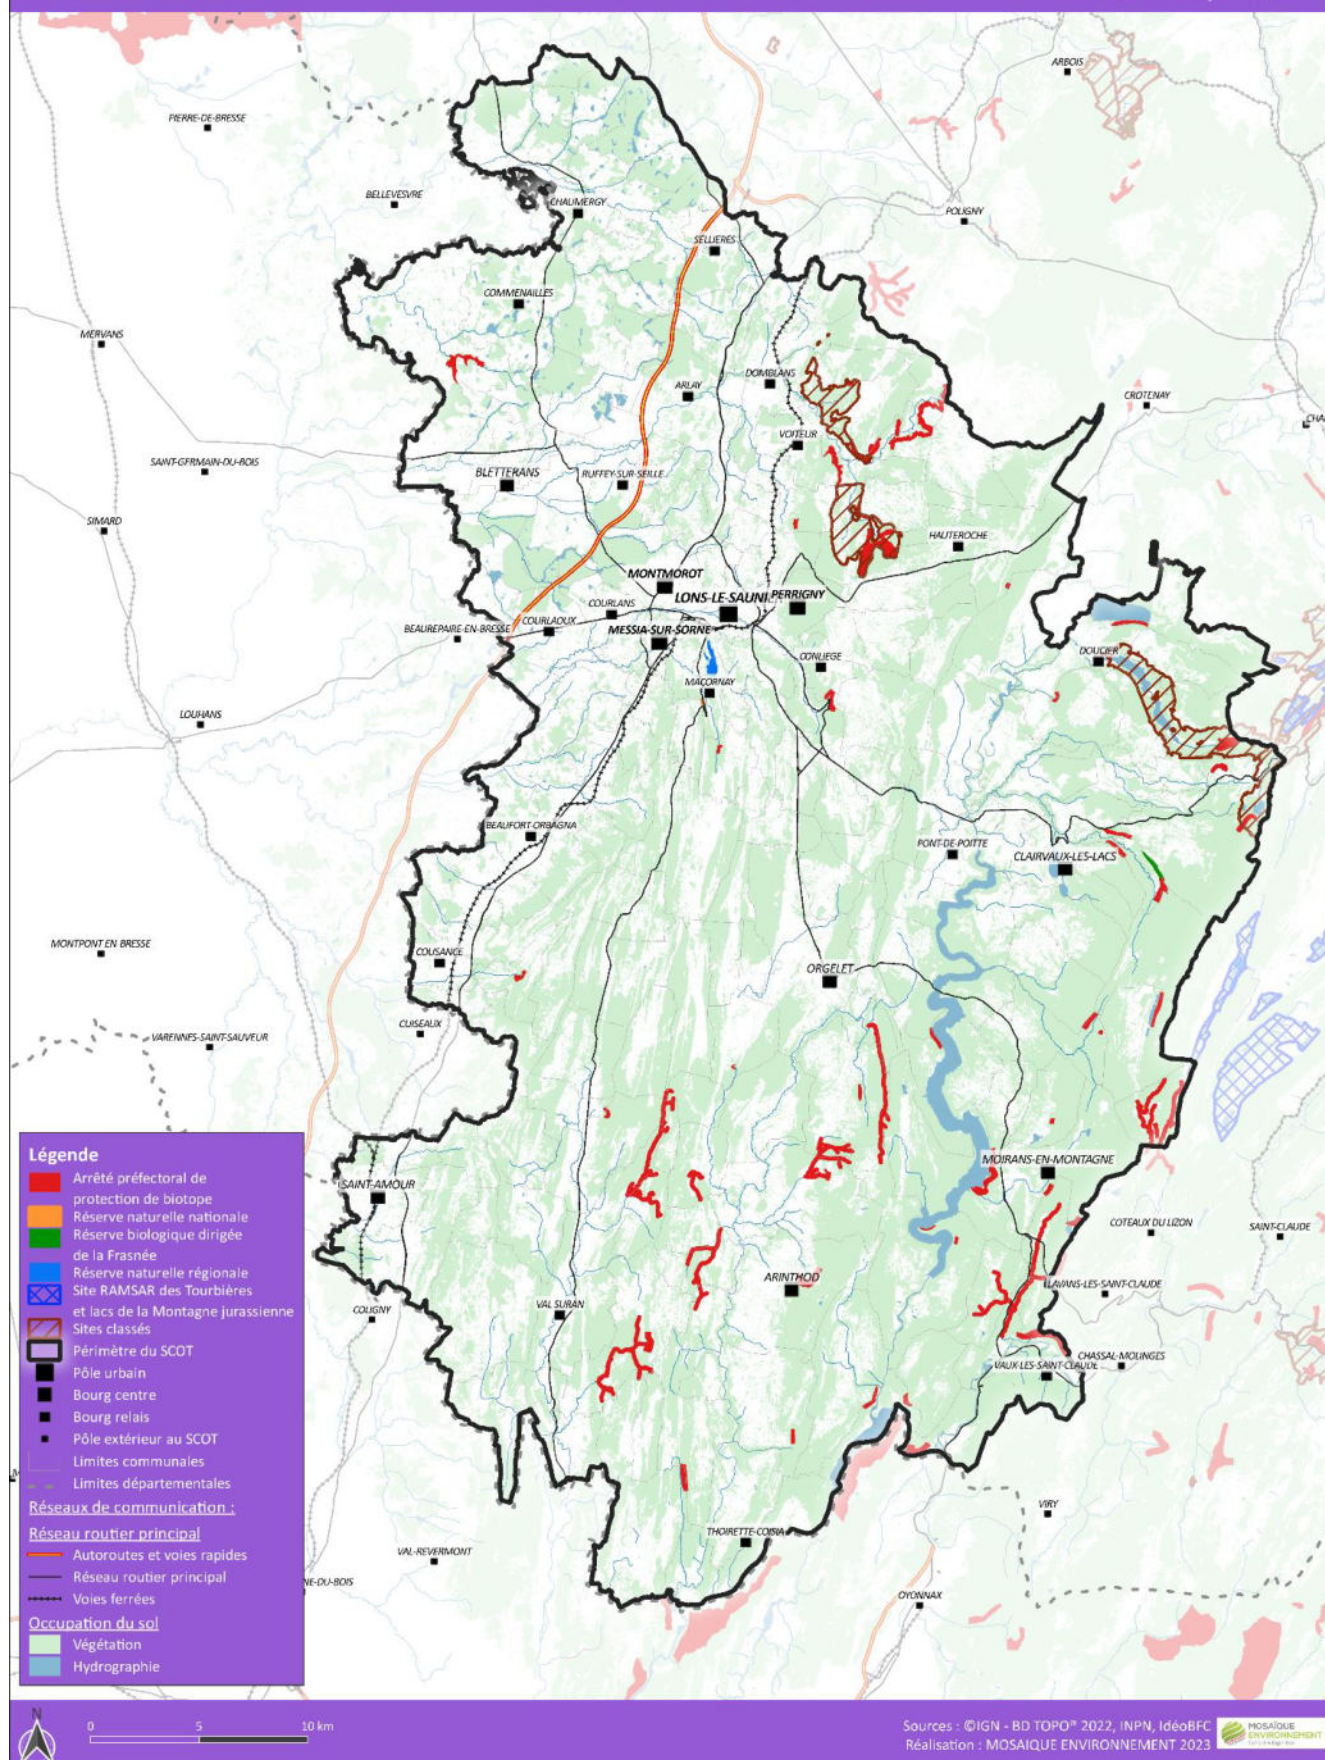 ARBOIS
PIERRE-DE-BRESSE
BELLEVESVRE
CHAUMERGY
POLIGNY
SELLIERES
COMMENAILLES
MERVANS
DOMBLANS
ARLAY
CROTENAY
CHA
VOITEUR
SAINT-GERMAIN-DU-BOIS
BLETTERANS
RUFFEY-SUR-SEILLE
SIMARD
HAUTEROCHE
MONTMOROT
LONS-LE-SAUNI
PERRIGNY
COURLANS
COURLAOUX
BEAUREPAIRE-EN-BRESSE
MESSIA-SUR-SORNE
DOUCIER
CONLIEGE
MACORNAY
LOUHANS
BEAUFORT-ORBAGNA
PONT-DE-POITTE
CLAIRVAUX-LES-LACS
MONTPONT EN BRESSE
COUSANCE
ORGELET
CUISEAUX
VARENNES-SAINT-SAUVEUR
MOIRANS-EN-MONTAGNE
SAINT-AMOUR
COTEAUX DU LIZON
SAINT-CLAUDE
ARINTHOD
LAVANS-LES-SAINT-CLAUDE
COLIGNY
VAL SURAN
CHASSAL-MOLINGES
VAUX-LES-SAINT-CLAUDE
VIRY
THOIRETTE-COISIA
VAL-REVERMONT
NE-DU-BOIS
OYONNAX
Légende
Arrêté préfectoral de
protection de biotope
Réserve naturelle nationale
Réserve biologique dirigée
de la Frasnée
Réserve naturelle régionale
Site RAMSAR des Tourbières
et lacs de la Montagne jurassienne
Sites classés
Périmètre du SCOT
Pôle urbain
Bourg centre
Bourg relais
Pôle extérieur au SCOT
Limites communales
Limites départementales
Réseaux de communication :
Réseau routier principal
Autoroutes et voies rapides
Réseau routier principal
Voies ferrées
Occupation du sol
Végétation
Hydrographie
N
0 5 10 km
Sources : ©IGN - BD TOPO® 2022, INPN, IdéoBFC
Réalisation : MOSAIQUE ENVIRONNEMENT 2023
MOSAÏQUE
ENVIRONNEMENT